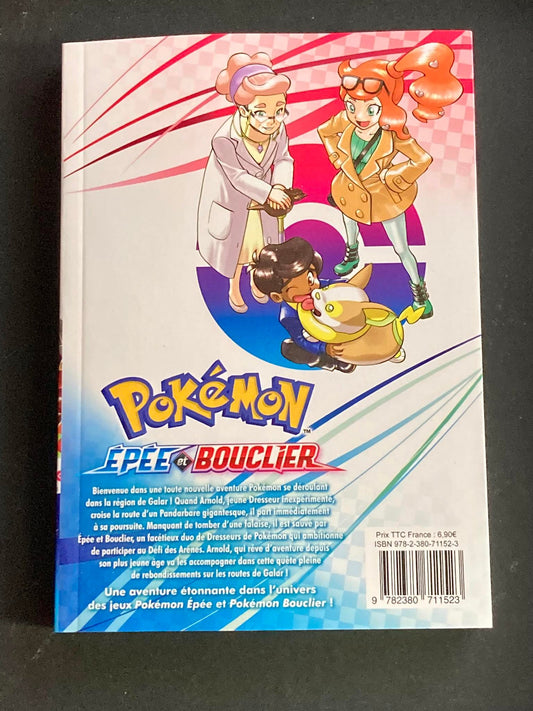 POKÉMON
TM
ÉPÉE et BOUCLIER
Bienvenue dans une toute nouvelle aventure Pokémon se déroulant
dans la région de Galar ! Quand Arnold, jeune Dresseur inexpérimenté,
croise la route d'un Pandarbare gigantesque, il part immédiatement
à sa poursuite. Manquant de tomber d'une falaise, il est sauvé par
Épée et Bouclier, un facétieux duo de Dresseurs de Pokémon qui ambitionne
de participer au Défi des Arènes. Arnold, qui rêve d'aventure depuis
son plus jeune âge va les accompagner dans cette quête pleine
de rebondissements sur les routes de Galar !
Une aventure étonnante dans l'univers
des jeux Pokémon Épée et Pokémon Bouclier !
Prix TTC France : 6,90€
ISBN 978-2-380-71152-3
9 782380 711523